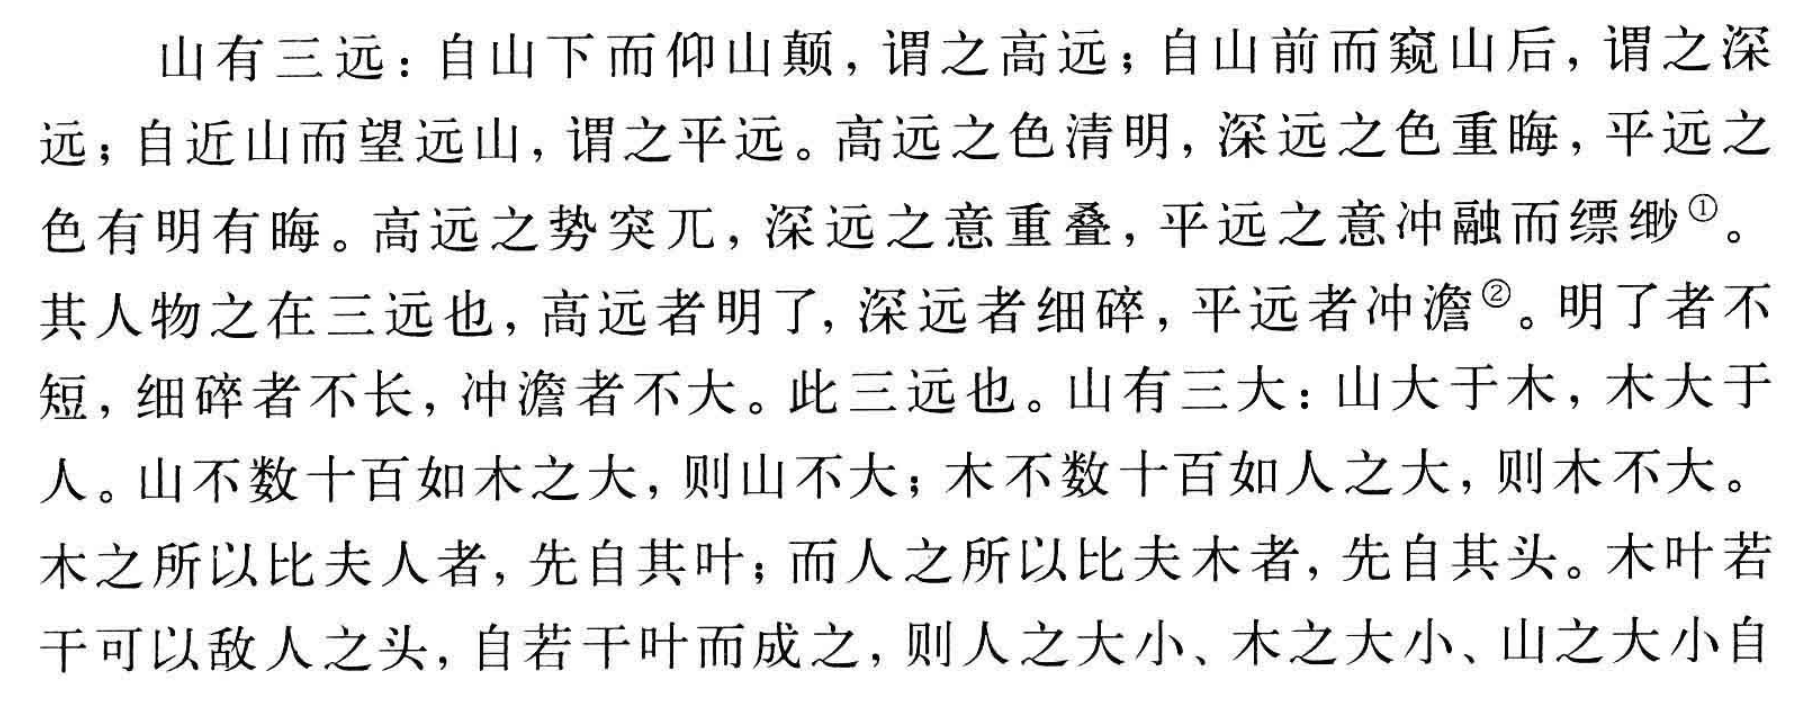 山有三远：自山下而仰山颠，谓之高远；自山前而窥山后，谓之深
远；自近山而望远山，谓之平远。高远之色清明，深远之色重晦，平远之
色有明有晦。高远之势突兀，深远之意重叠，平远之意冲融而缥缈①。
其人物之在三远也，高远者明了，深远者细碎，平远者冲澹②。明了者不
短，细碎者不长，冲澹者不大。此三远也。山有三大：山大于木，木大于
人。山不数十百如木之大，则山不大；木不数十百如人之大，则木不大。
木之所以比夫人者，先自其叶；而人之所以比夫木者，先自其头。木叶若
干可以敌人之头，自若干叶而成之，则人之大小、木之大小、山之大小自